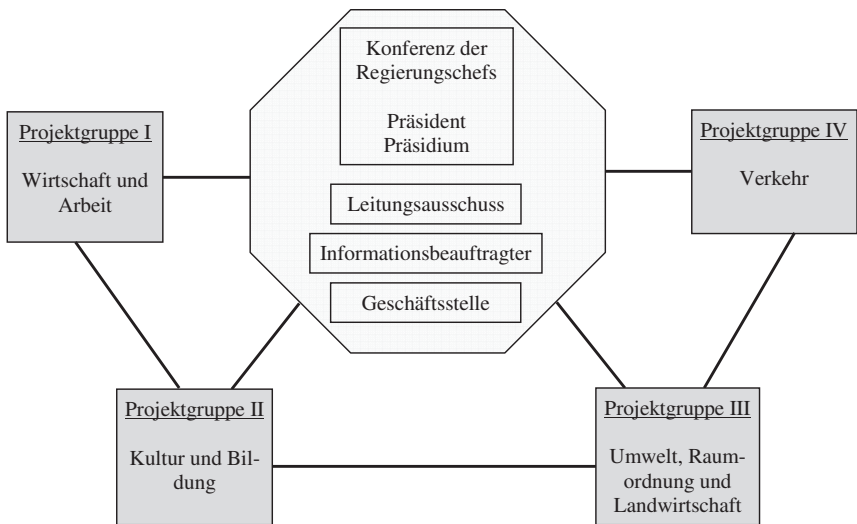 Konferenz der
Regierungschefs
Präsident
Präsidium
Leitungsausschuss
Informationsbeauftragter
Geschäftsstelle
Projektgruppe I
Wirtschaft und
Arbeit
Projektgruppe IV
Verkehr
Projektgruppe II
Kultur und Bil-
dung
Projektgruppe III
Umwelt, Raum-
ordnung und
Landwirtschaft